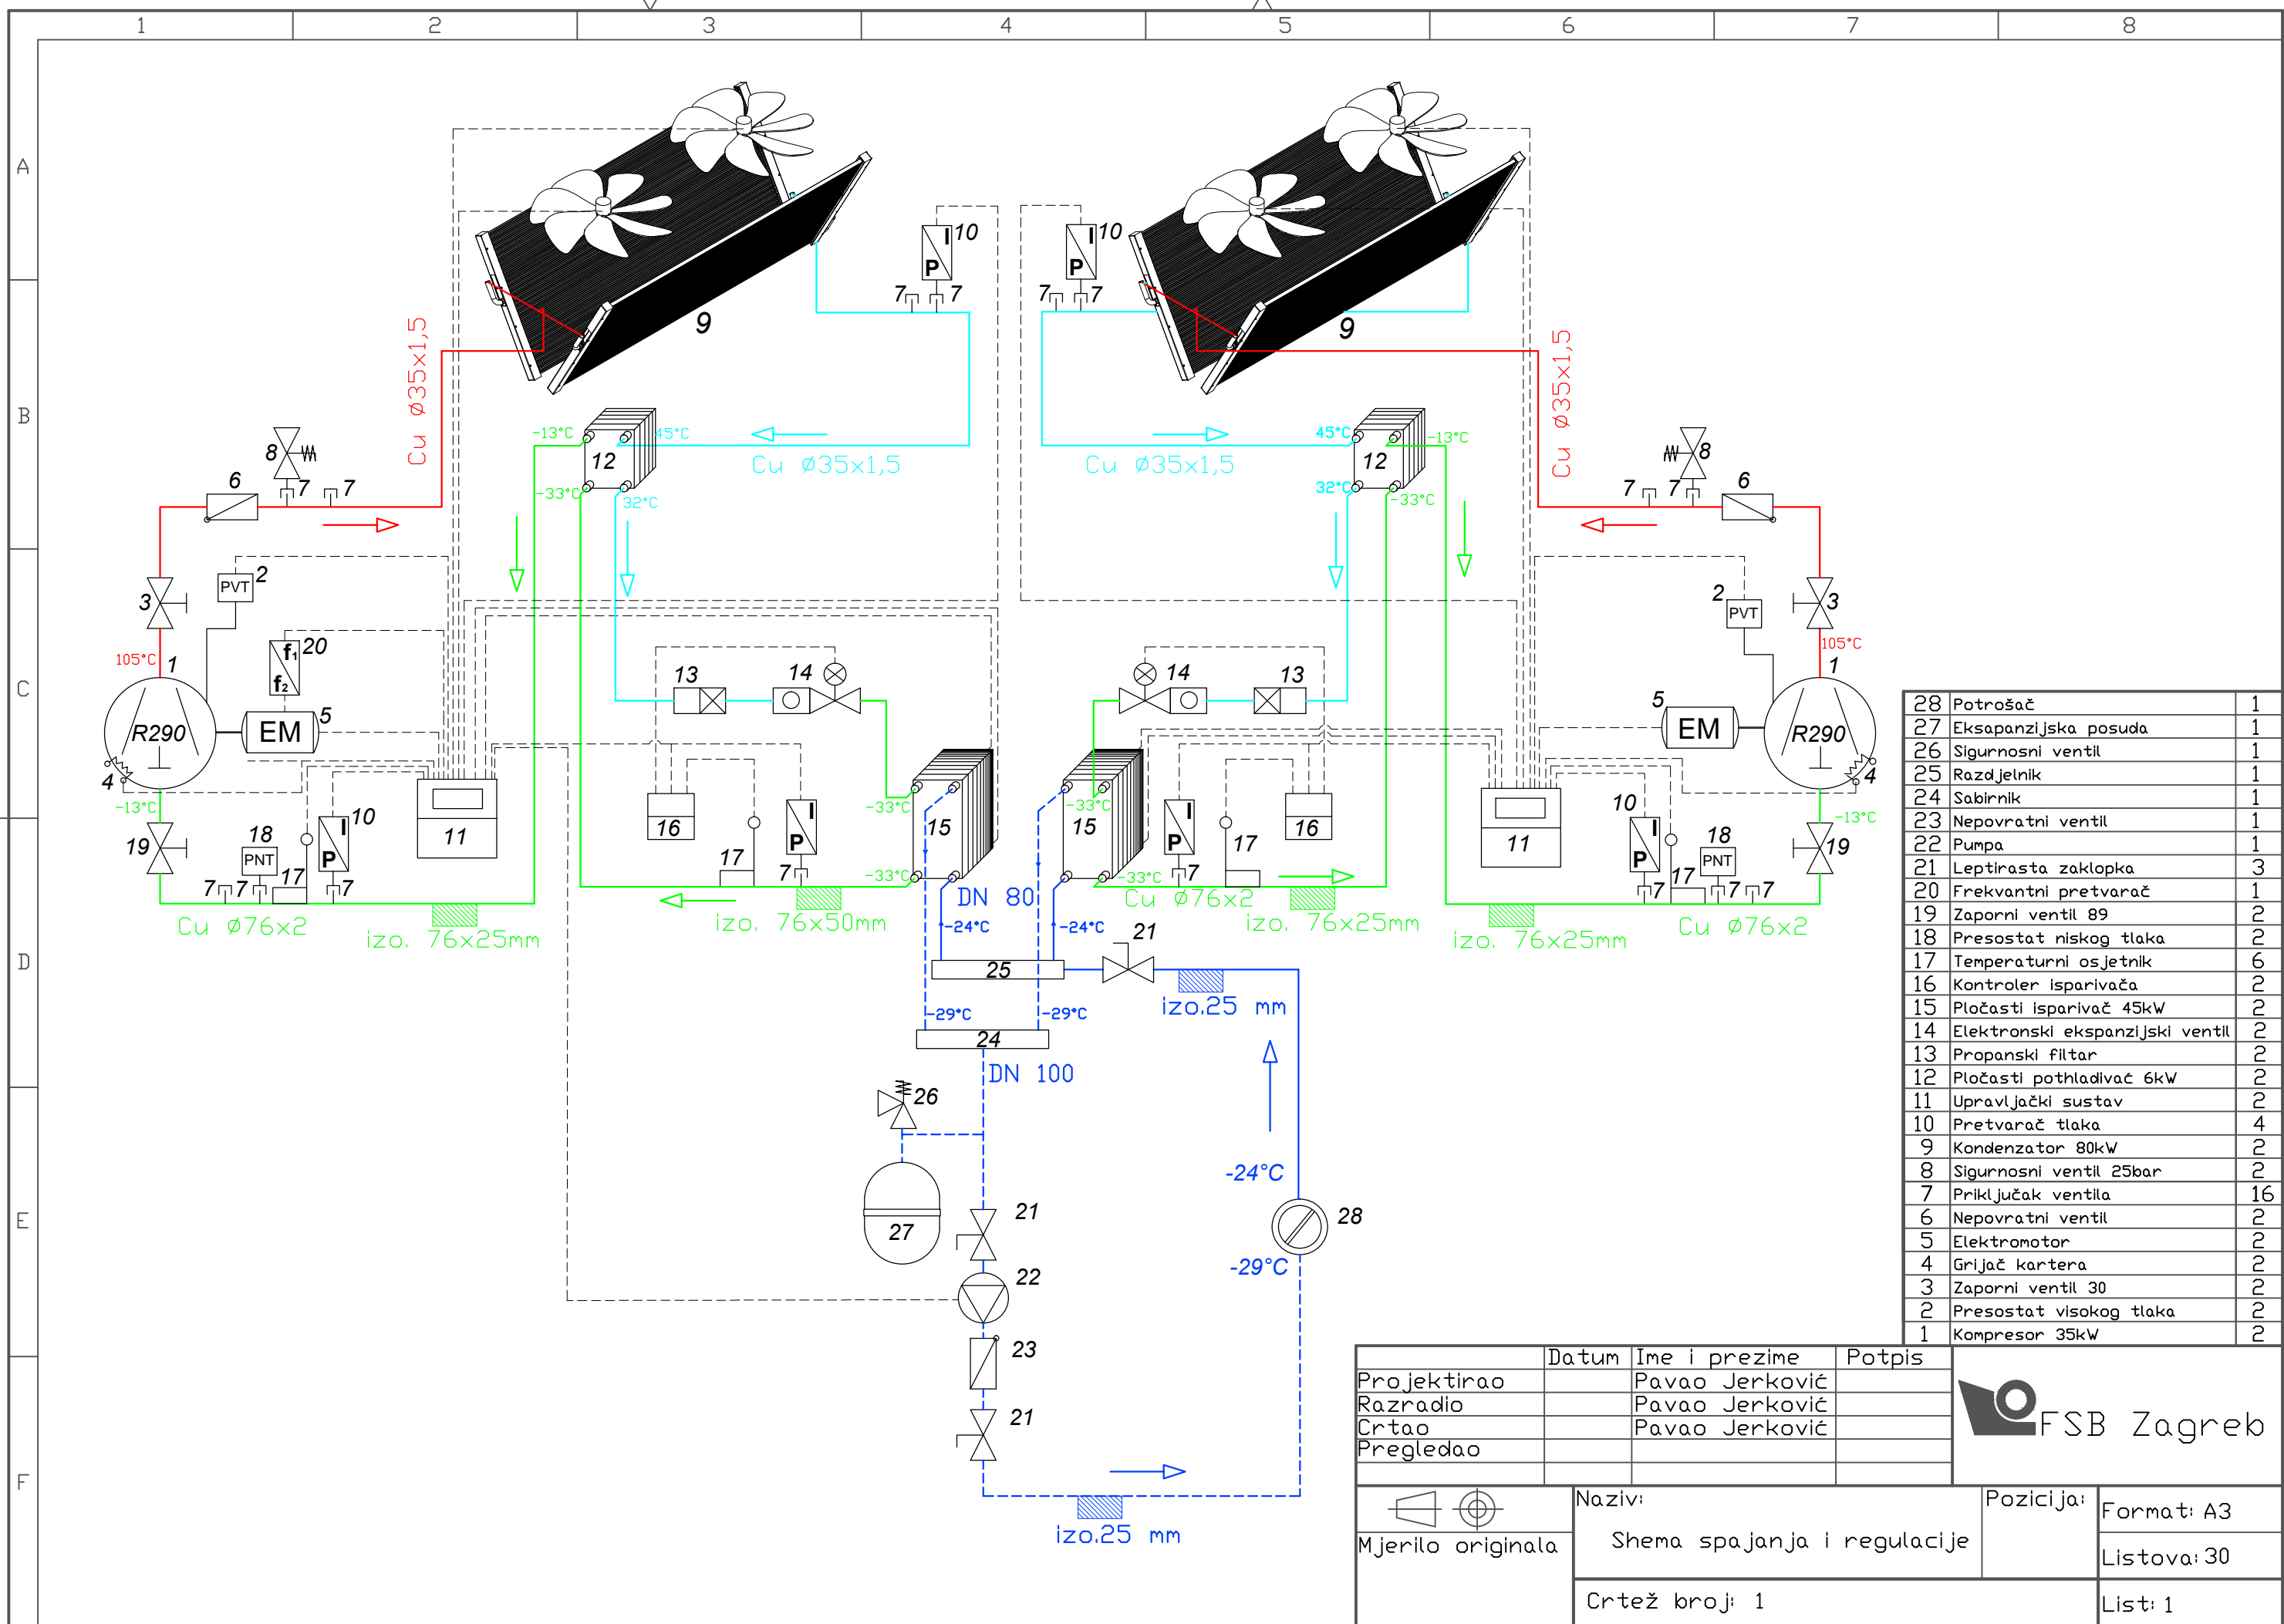 1 2 3 4 5 6 7 8
A
B
C
D
E
F
9
9
10
I
P
7 7
10
I
P
7 7
Cu Ø35x1,5
Cu Ø35x1,5
8
6
7 7
8
7 7
6
-13°C 45°C
12
-33°C 32°C
Cu Ø35x1,5
Cu Ø35x1,5
45°C -13°C
12
32°C -33°C
3
PVT 2
105°C 1
f1
f2
20
R290
EM 5
4
-13°C
19
18
PNT
17
I
P
10
7 7 7
11
Cu Ø76x2
izo. 76x25mm
13 14
16
17
I
P
7
-33°C
15
-33°C
izo. 76x50mm
DN 80
14 13
-33°C
15
-33°C
I
P
7
17
16
Cu Ø76x2
izo. 76x25mm
2
PVT
3
105°C
1
5
EM
R290
4
-13°C
11
10
I
P
7
17
18
PNT
7 7
19
izo. 76x25mm
Cu Ø76x2
-24°C -24°C
21
25
izo.25 mm
-29°C -29°C
24
DN 100
26
27
21
22
23
21
-24°C
28
-29°C
izo.25 mm
28 Potrošač 1
27 Eksapanzijska posuda 1
26 Sigurnosni ventil 1
25 Razdjelnik 1
24 Sabirnik 1
23 Nepovratni ventil 1
22 Pumpa 1
21 Leptirasta zaklopka 3
20 Frekvantni pretvarač 1
19 Zaporni ventil 89 2
18 Presostat niskog tlaka 2
17 Temperaturni osjetnik 6
16 Kontroler isparivača 2
15 Pločasti isparivač 45kW 2
14 Elektronski ekspanzijski ventil 2
13 Propanski filtar 2
12 Pločasti pothladivać 6kW 2
11 Upravljački sustav 2
10 Pretvarač tlaka 4
9 Kondenzator 80kW 2
8 Sigurnosni ventil 25bar 2
7 Priključak ventila 16
6 Nepovratni ventil 2
5 Elektromotor 2
4 Grijač kartera 2
3 Zaporni ventil 30 2
2 Presostat visokog tlaka 2
1 Kompresor 35kW 2
Datum Ime i prezime Potpis
Projektirao Pavao Jerković
Razradio Pavao Jerković
Crtao Pavao Jerković
Pregledao
FSB Zagreb
Mjerilo originala
Naziv:
Shema spajanja i regulacije
Pozicija:
Format: A3
Listova: 30
Crtež broj: 1
List: 1